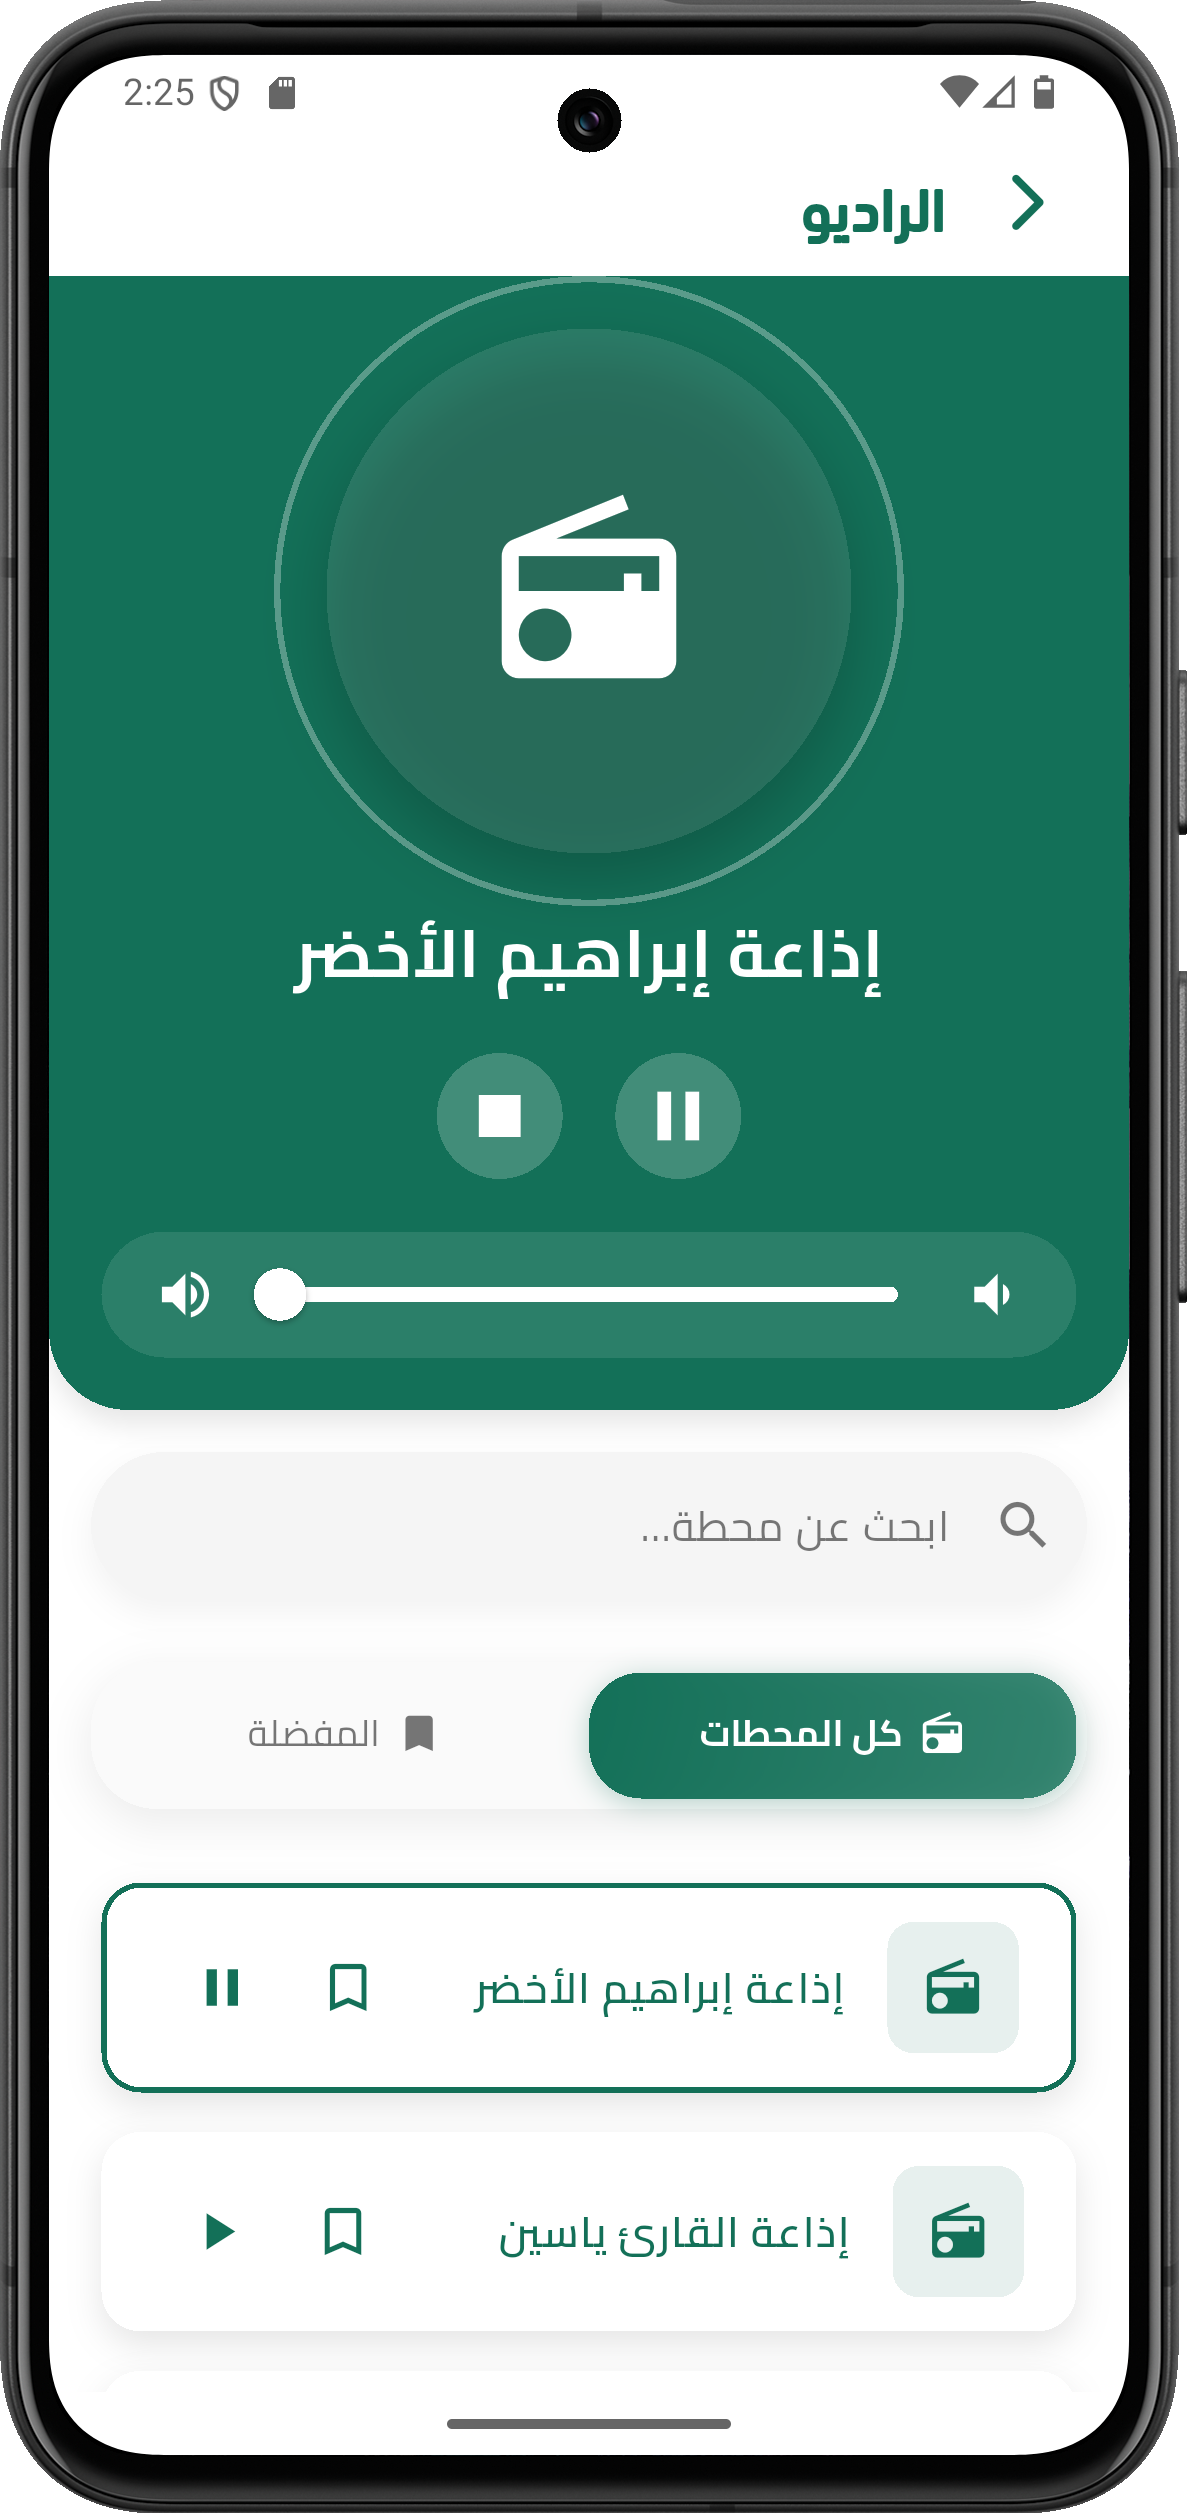 2:25
الراديو
إذاعة إبراهيم الأخضر
ابحث عن محطة...
كل المحطات
المفضلة
إذاعة إبراهيم الأخضر
إذاعة القارئ ياسين